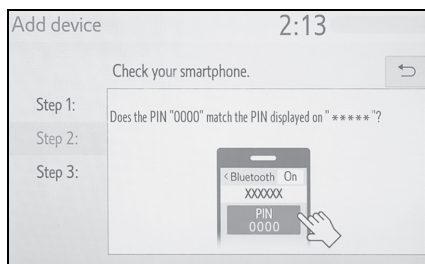 Add device
2:13
Check your smartphone.
Step 1:
Does the PIN "0000" match the PIN displayed on " ***** "?
Step 2:
Step 3:
< Bluetooth On
XXXXXX
PIN
0000